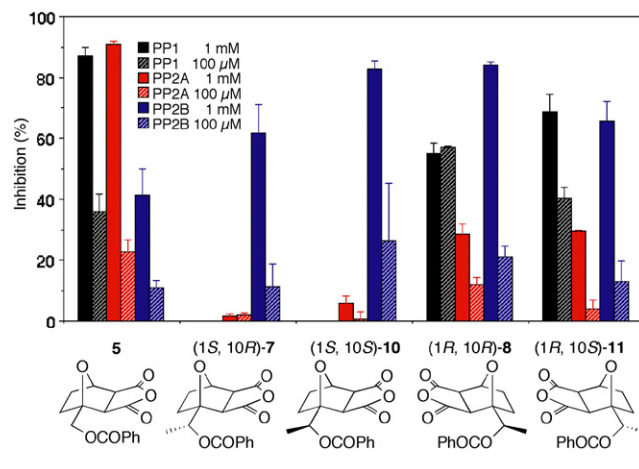 100
80
60
40
20
0
Inhibition (%)
PP1 1 mM
PP1 100 µM
PP2A 1 mM
PP2A 100 µM
PP2B 1 mM
PP2B 100 µM
5 (1S, 10R)-7 (1S, 10S)-10 (1R, 10R)-8 (1R, 10S)-11
O O O O O
O O O O O
O O O O O
O O O O O
OCOPh OCOPh OCOPh PhOCO PhOCO